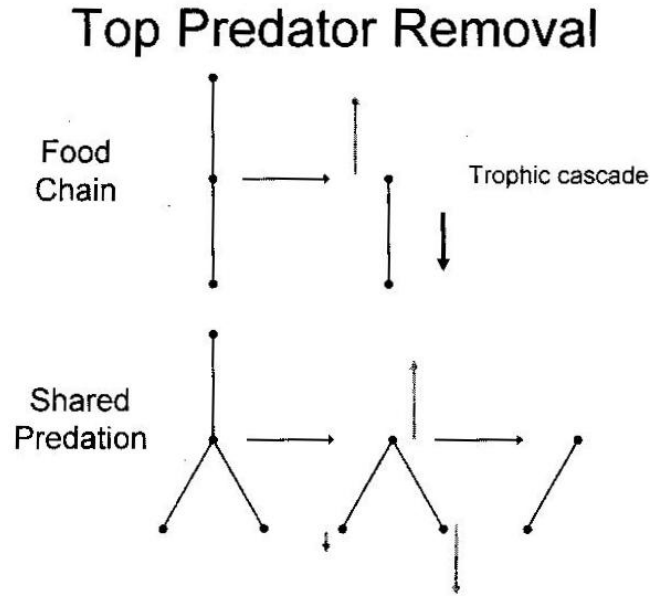 Top Predator Removal
Food
Chain
Trophic cascade
Shared
Predation